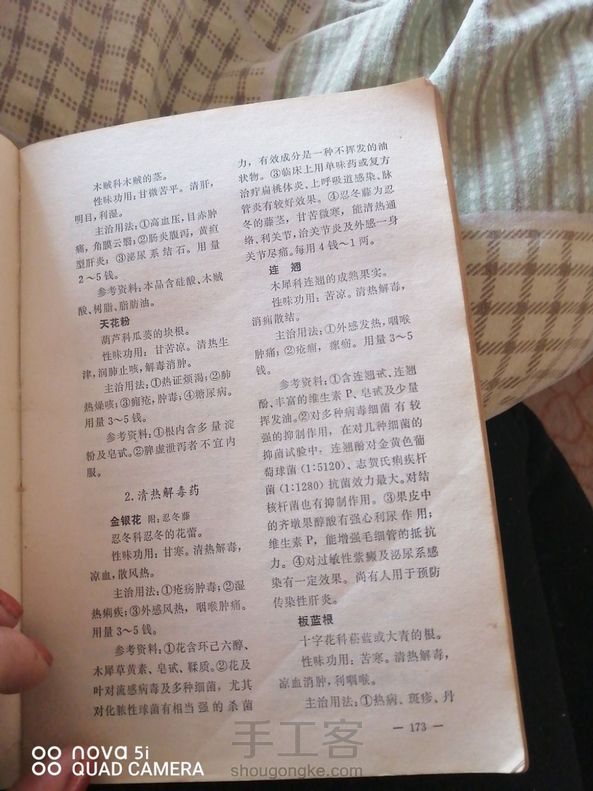 木贼科木贼的茎。
性味功用：甘微苦平。清肝，
明目，利湿。
主治用法：①高血压，目赤肿
痛，角膜云翳；②肠炎腹泻，黄疸
型肝炎；③泌尿系结石。用量
2～5钱。
参考资料：本品含硅酸、木贼
酸、树脂、脂肪油。
天花粉
葫芦科瓜蒌的块根。
性味功用：甘苦凉。清热生
津，润肺止咳，解毒消肿。
主治用法：①热证烦渴；②肺
热燥咳；③痈疮，肿毒；④糖尿病。
用量3～5钱。
参考资料：①根内含多量淀
粉及皂甙。②脾虚泄泻者不宜内
服。
2.清热解毒药
金银花 附：忍冬藤
忍冬科忍冬的花蕾。
性味功用：甘寒。清热解毒，
凉血，散风热。
主治用法：①疮疡肿毒；②湿
热痢疾；③外感风热，咽喉肿痛。
用量3～5钱。
参考资料：①花含环己六醇、
木犀草黄素、皂甙、鞣质。②花及
叶对流感病毒及多种细菌，尤其
对化脓性球菌有相当强的杀菌
力，有效成分是一种不挥发的油
状物。③临床上用单味药或复方
治疗扁桃体炎、上呼吸道感染、脉
管炎有较好效果。④忍冬藤为忍
冬的藤茎，甘苦微寒，能清热通
络、利关节，治关节炎及外感一身
关节尽痛。每用4钱～1两。
连翘
木犀科连翘的成熟果实。
性味功用：苦凉。清热解毒，
消痈散结。
主治用法：①外感发热，咽喉
肿痛；②疮疖，瘰疬。用量3～5
钱。
参考资料：①含连翘甙、连翘
酚、丰富的维生素P、皂甙及少量
挥发油。②对多种病毒细菌有较
强的抑制作用，在对几种细菌的
抑菌试验中，连翘酚对金黄色葡
萄球菌(1:5120)、志贺氏痢疾杆
菌(1:1280)抗菌效力最大。对结
核杆菌也有抑制作用。③果皮中
的齐墩果醇酸有强心利尿作用；
维生素P，能增强毛细管的抵抗
力。④对过敏性紫癜及泌尿系感
染有一定效果。尚有人用于预防
传染性肝炎。
板蓝根
十字花科菘蓝或大青的根。
性味功用：苦寒。清热解毒，
凉血消肿，利咽喉。
主治用法：①热病、斑疹、丹
— 173 —
nova 5i
QUAD CAMERA
手工客
shougongke.com